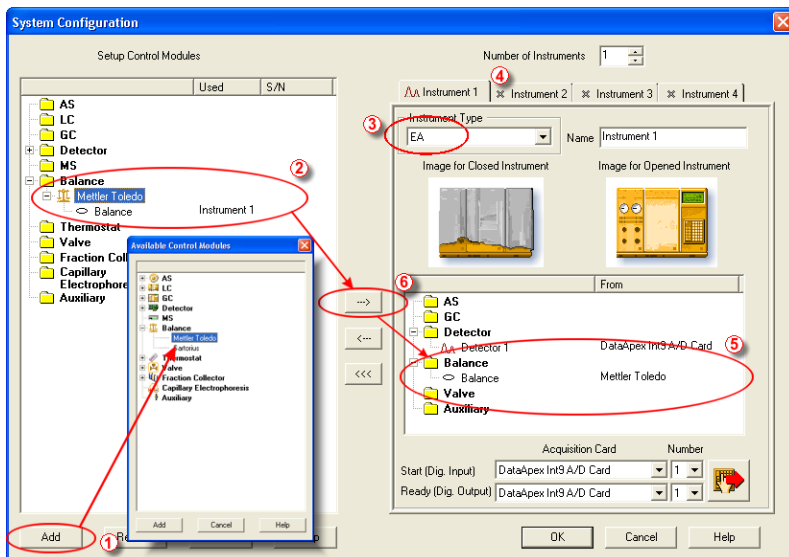 System Configuration
Setup Control Modules
Number of Instruments 1
Used S/N
AS
LC
GC
Detector
MS
Balance
Mettler Toledo
Balance Instrument 1
Thermostat
Valve
Capillary
Electrophoresis
Auxiliary
Available Control Modules
AS
LC
GC
Detector
MS
Balance
Mettler Toledo
Sartorius
Thermostat
Valve
Fraction Collector
Capillary Electrophoresis
Auxiliary
Add Cancel Help
Add
1
2
--->
<---
<<<
6
3
4
Instrument 1 Instrument 2 Instrument 3 Instrument 4
Instrument Type
EA Name Instrument 1
Image for Closed Instrument Image for Opened Instrument
From
AS
GC
Detector
Detector 1 DataApex Int9 A/D Card
5
Balance
Balance Mettler Toledo
Valve
Auxiliary
Acquisition Card Number
Start (Dig. Input) DataApex Int9 A/D Card 1
Ready (Dig. Output) DataApex Int9 A/D Card 1
OK Cancel Help